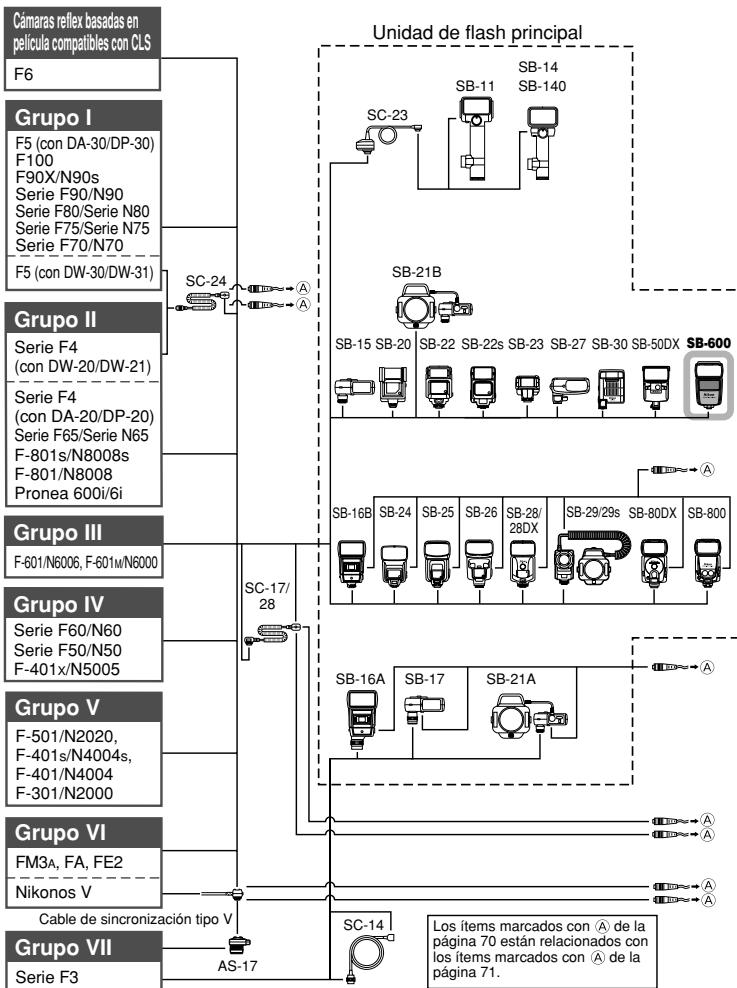 Cámaras reflex basadas en
película compatibles con CLS
F6
Grupo I
F5 (con DA-30/DP-30)
F100
F90X/N90s
Serie F90/N90
Serie F80/Serie N80
Serie F75/Serie N75
Serie F70/N70
F5 (con DW-30/DW-31)
Grupo II
Serie F4
(con DW-20/DW-21)
Serie F4
(con DA-20/DP-20)
Serie F65/Serie N65
F-801s/N8008s
F-801/N8008
Pronea 600i/6i
Grupo III
F-601/N6006, F-601M/N6000
Grupo IV
Serie F60/N60
Serie F50/N50
F-401X/N5005
Grupo V
F-501/N2020,
F-401s/N4004s,
F-401/N4004
F-301/N2000
Grupo VI
FM3A, FA, FE2
Nikonos V
Cable de sincronización tipo V
Grupo VII
Serie F3
SC-24
A
A
SC-17/
28
AS-17
Unidad de flash principal
SC-23
SB-11
SB-14
SB-140
SB-21B
SB-15 SB-20 SB-22 SB-22s SB-23 SB-27 SB-30 SB-50DX SB-600
A
SB-16B SB-24 SB-25 SB-26 SB-28/ SB-29/29s SB-80DX SB-800
28DX
SB-16A SB-17 SB-21A
A
A
A
A
A
SC-14
Los ítems marcados con A de la
página 70 están relacionados con
los ítems marcados con A de la
página 71.